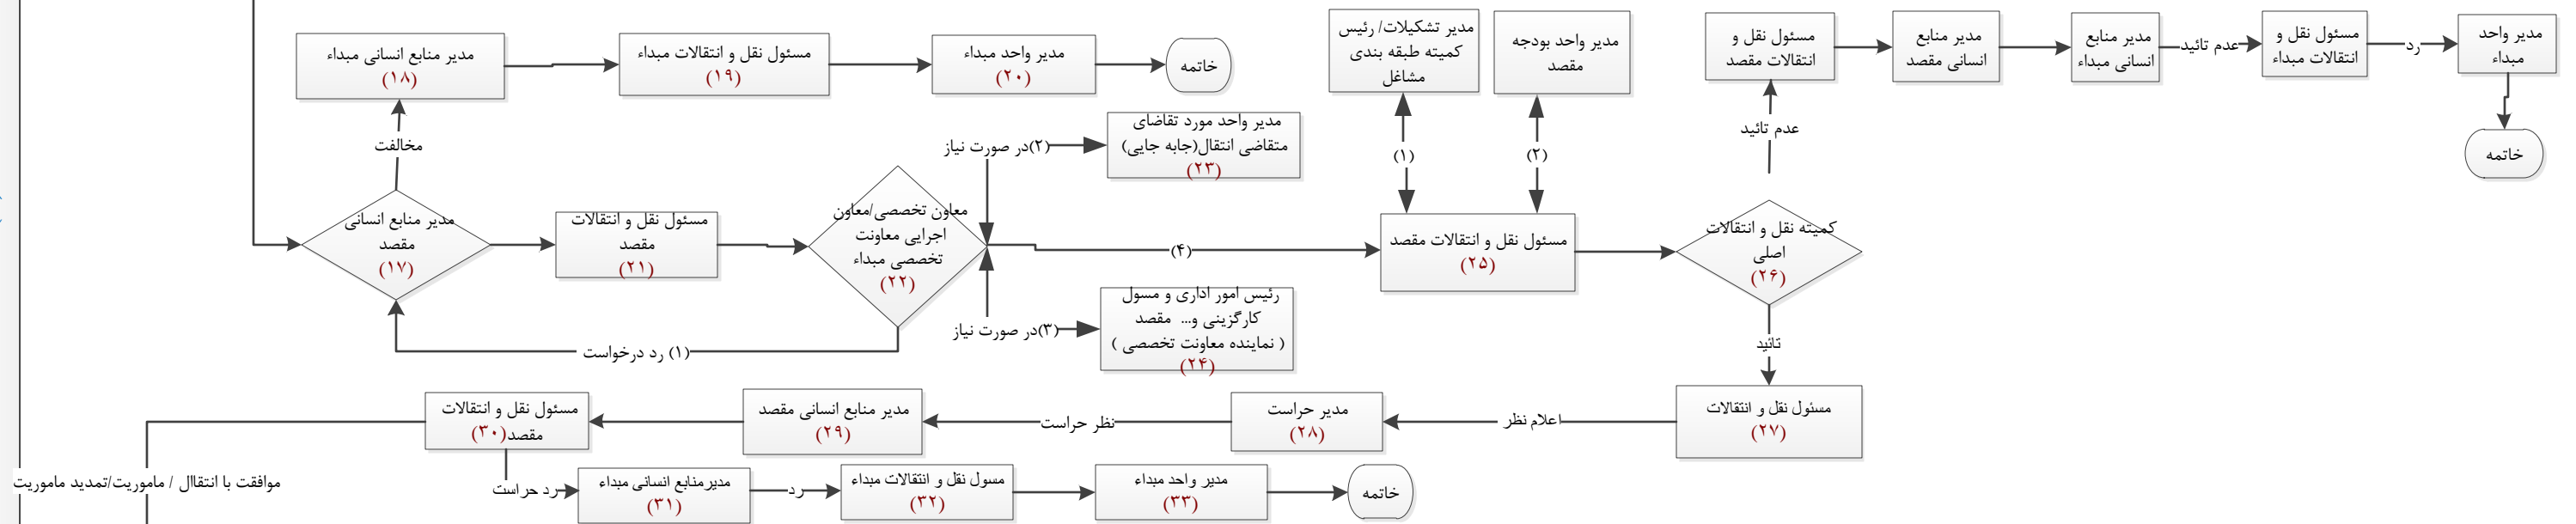 مدیر منابع انسانی مبداء
(۱۸)
مسئول نقل و انتقالات مبداء
(۱۹)
مدیر واحد مبداء
(۲۰)
خاتمه
مدیر تشکیلات/ رئیس
کمیته طبقه بندی
مشاغل
مدیر واحد بودجه
مقصد
مسئول نقل و
انتقالات مقصد
مدیر منابع
انسانی مقصد
مدیر منابع
انسانی مبداء
عدم تائید
مسئول نقل و
انتقالات مبداء
رد
مدیر واحد
مبداء
خاتمه
مخالفت
(۲)در صورت نیاز
مدیر واحد مورد تقاضای
متقاضی انتقال(جابه جایی)
(۲۳)
(۱)
(۲)
عدم تائید
مدیر منابع انسانی
مقصد
(۱۷)
مسئول نقل و انتقالات
مقصد
(۲۱)
معاون تخصصی/معاون
اجرایی معاونت
تخصصی مبداء
(۲۲)
(۴)
مسئول نقل و انتقالات مقصد
(۲۵)
کمیته نقل و انتقالات
اصلی
(۲۶)
(۱) رد درخواست
(۳)در صورت نیاز
رئیس امور اداری و مسول
کارگزینی و... مقصد
( نماینده معاونت تخصصی )
(۲۴)
تائید
مسئول نقل و انتقالات
(۲۷)
اعلام نظر
مدیر حراست
(۲۸)
نظر حراست
مدیر منابع انسانی مقصد
(۲۹)
مسئول نقل و انتقالات
مقصد(۳۰)
موافقت با انتقاال / ماموریت/تمدید ماموریت
رد حراست
مدیرمنابع انسانی مبداء
(۳۱)
رد
مسول نقل و انتقالات مبداء
(۳۲)
مدیر واحد مبداء
(۳۳)
خاتمه